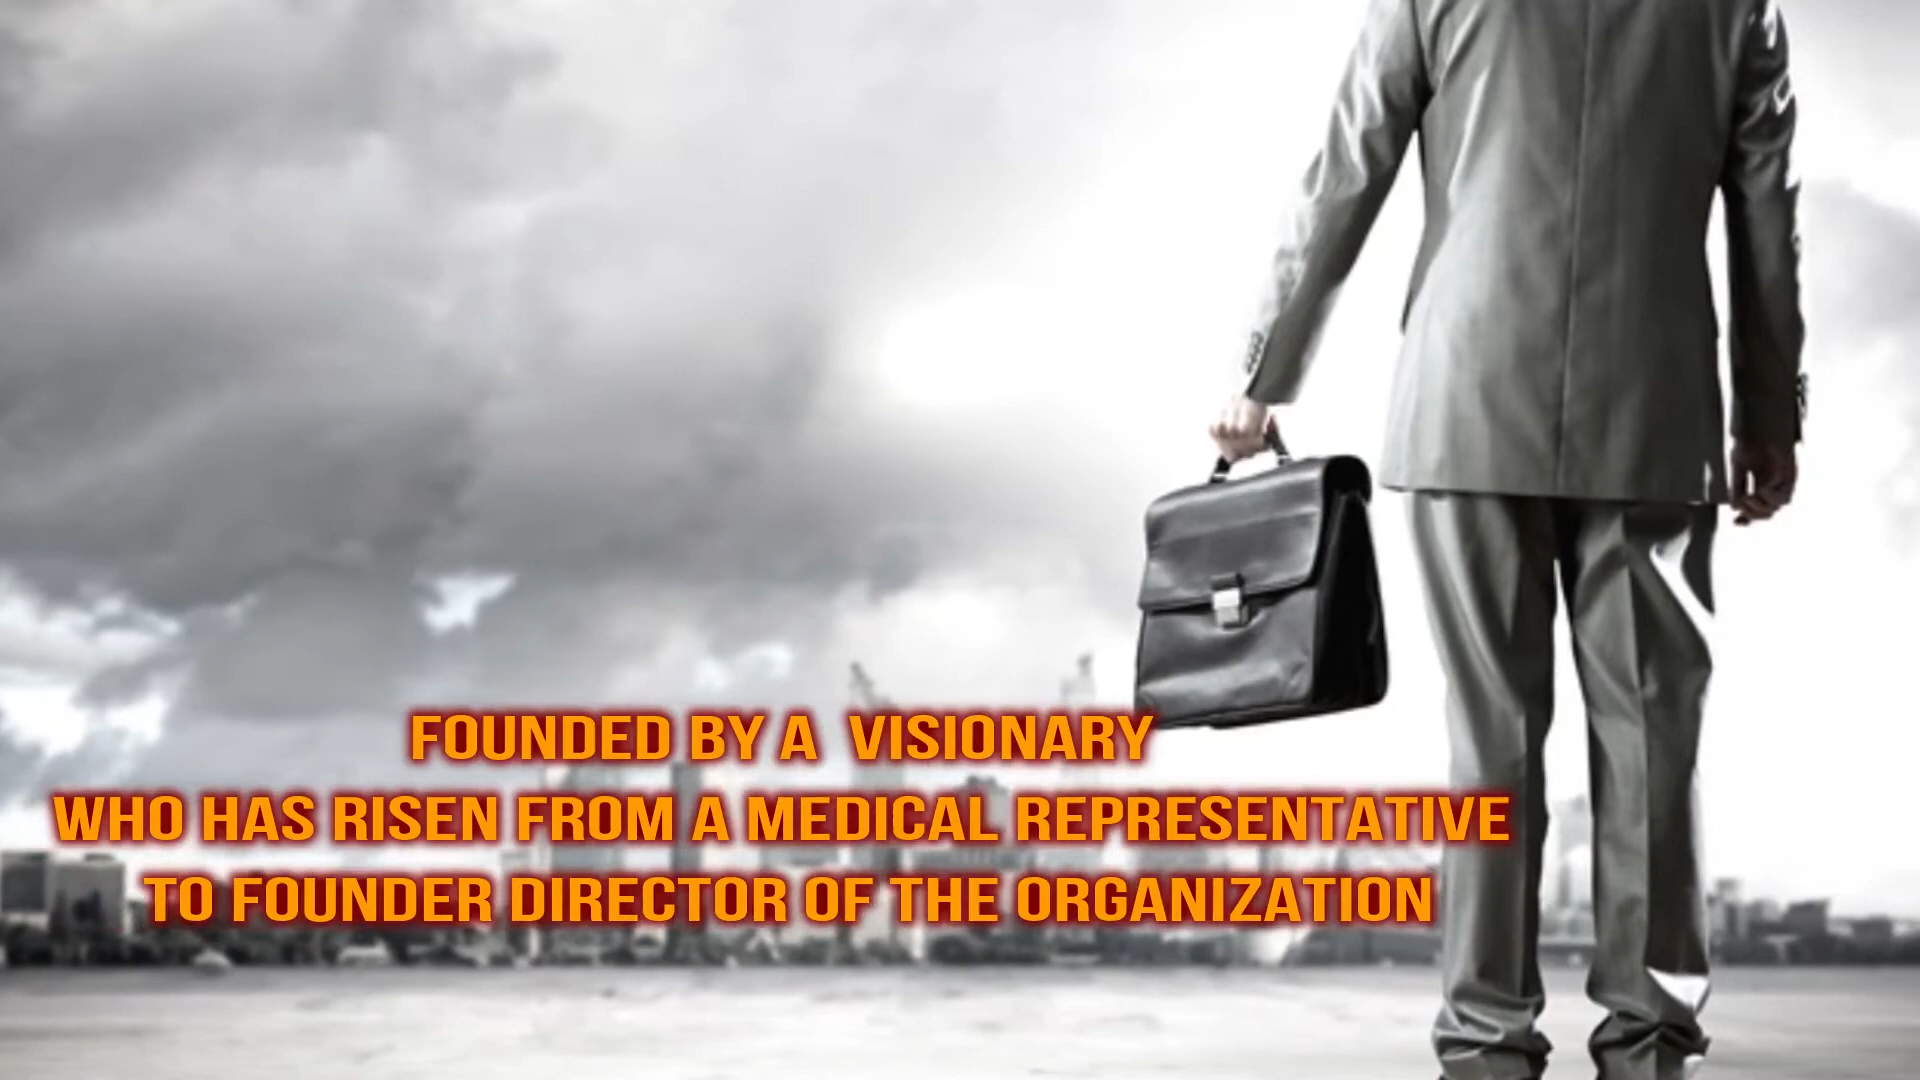 FOUNDED BY A VISIONARY
WHO HAS RISEN FROM A MEDICAL REPRESENTATIVE
TO FOUNDER DIRECTOR OF THE ORGANIZATION